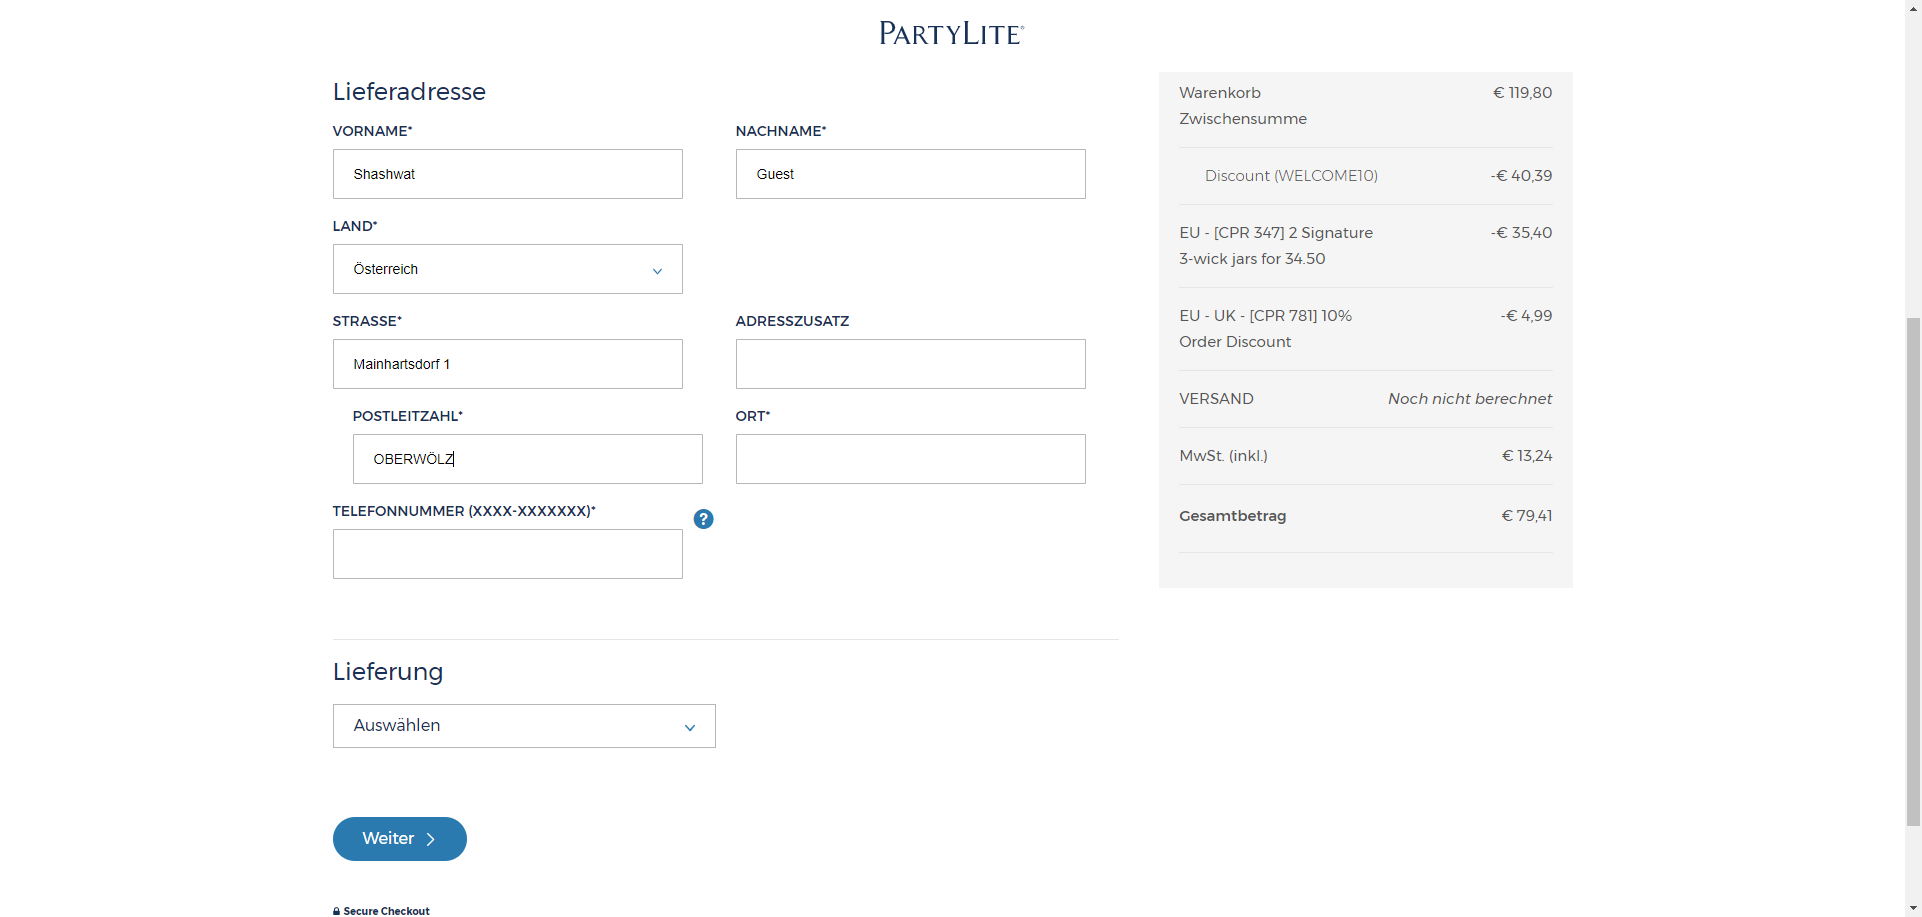 PARTYLITE®
Lieferadresse
VORNAME*
NACHNAME*
Shashwat
Guest
LAND*
Österreich
STRASSE*
ADRESSZUSATZ
Mainhartsdorf 1
POSTLEITZAHL*
ORT*
OBERWÖLZ
TELEFONNUMMER (XXXX-XXXXXXX)*
?
Lieferung
Auswählen
Weiter
Secure Checkout
Warenkorb € 119,80
Zwischensumme
Discount (WELCOME10) -€ 40,39
EU - [CPR 347] 2 Signature -€ 35,40
3-wick jars for 34.50
EU - UK - [CPR 781] 10% -€ 4,99
Order Discount
VERSAND Noch nicht berechnet
MwSt. (inkl.) € 13,24
Gesamtbetrag € 79,41